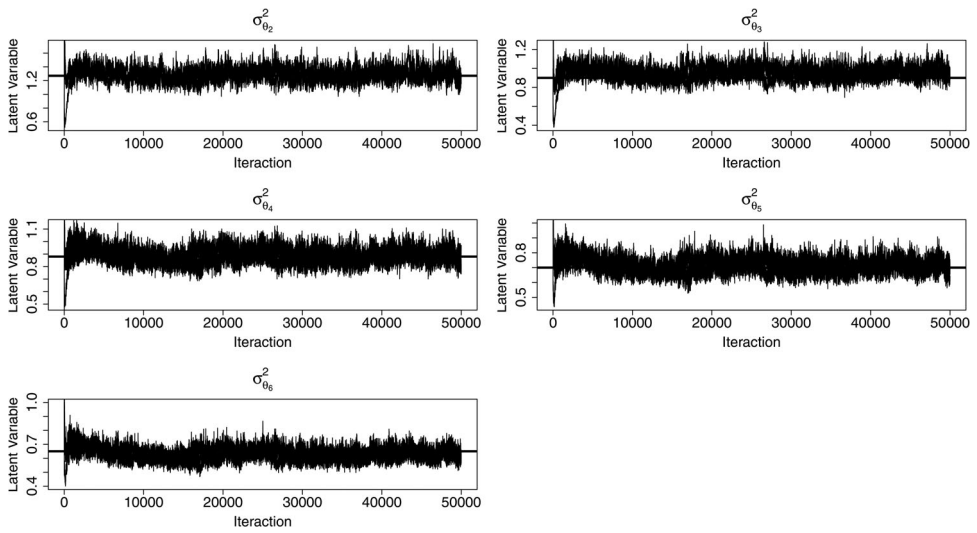 σ²θ₂
Latent Variable
0.6 1.2
0 10000 20000 30000 40000 50000
Iteraction
σ²θ₃
Latent Variable
0.4 0.8 1.2
0 10000 20000 30000 40000 50000
Iteraction
σ²θ₄
Latent Variable
0.5 0.8 1.1
0 10000 20000 30000 40000 50000
Iteraction
σ²θ₅
Latent Variable
0.5 0.8
0 10000 20000 30000 40000 50000
Iteraction
σ²θ₆
Latent Variable
0.4 0.7 1.0
0 10000 20000 30000 40000 50000
Iteraction